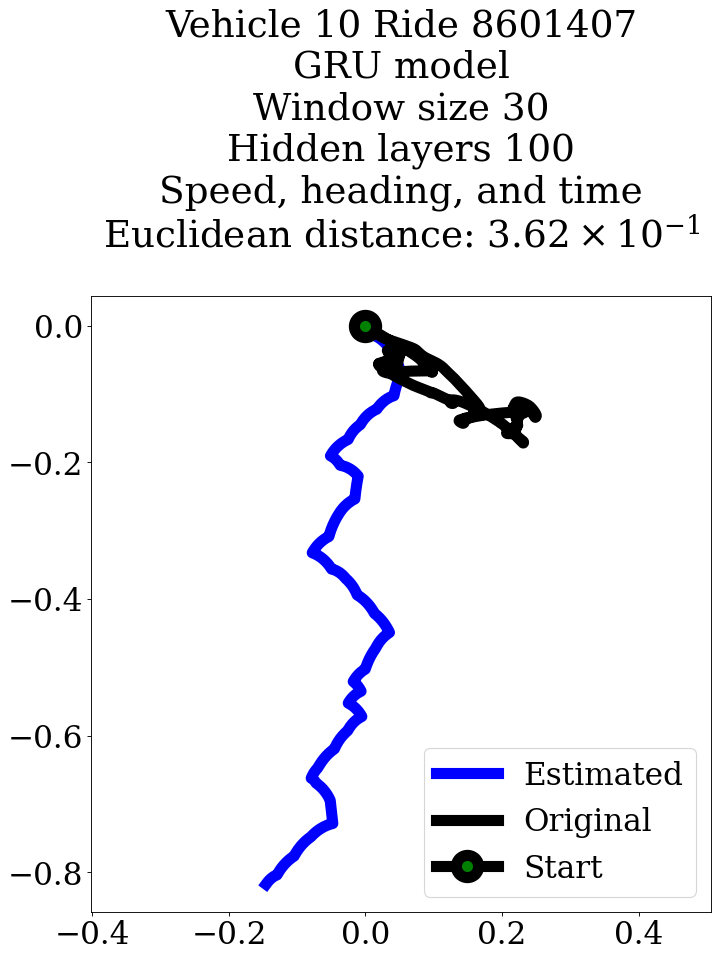 Vehicle 10 Ride 8601407
GRU model
Window size 30
Hidden layers 100
Speed, heading, and time
Euclidean distance: 3.62 × 10⁻¹
0.0
−0.2
−0.4
−0.6
−0.8
Estimated
Original
Start
−0.4 −0.2 0.0 0.2 0.4